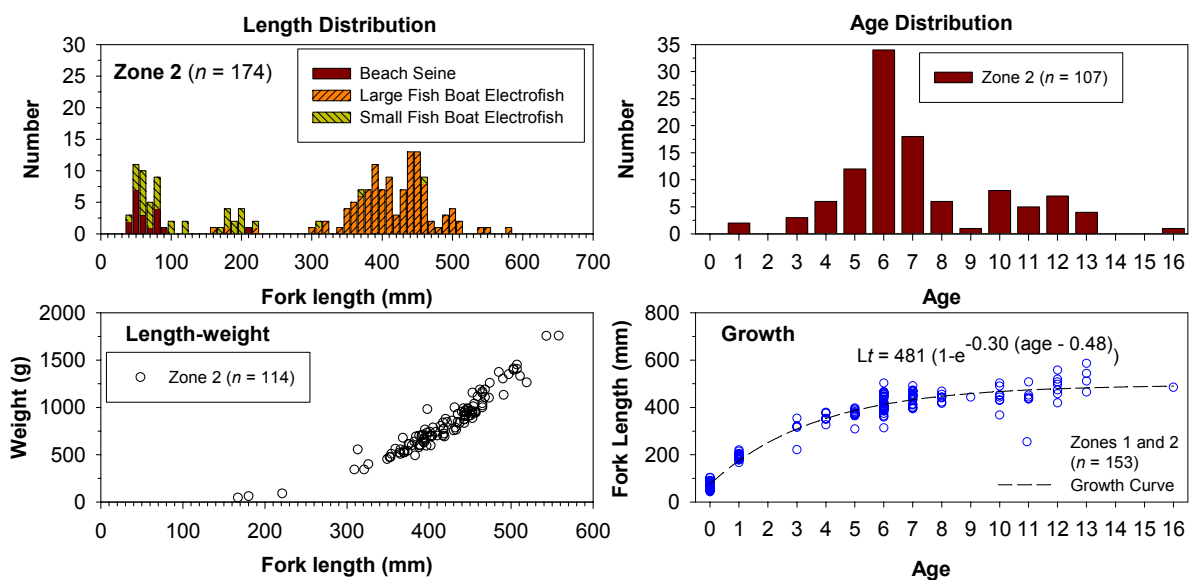 Length Distribution
30
25
20
15
10
5
0
Number
Zone 2 (n = 174)
Beach Seine
Large Fish Boat Electrofish
Small Fish Boat Electrofish
0 100 200 300 400 500 600 700
Fork length (mm)
Age Distribution
35
30
25
20
15
10
5
0
Number
Zone 2 (n = 107)
0 1 2 3 4 5 6 7 8 9 10 11 12 13 14 15 16
Age
2000
1500
1000
500
0
Weight (g)
Length-weight
Zone 2 (n = 114)
0 100 200 300 400 500 600
Fork length (mm)
800
600
400
200
0
Fork Length (mm)
Growth
Lt = 481 (1-e-0.30 (age - 0.48))
Zones 1 and 2
(n = 153)
Growth Curve
0 1 2 3 4 5 6 7 8 9 10 11 12 13 14 15 16
Age